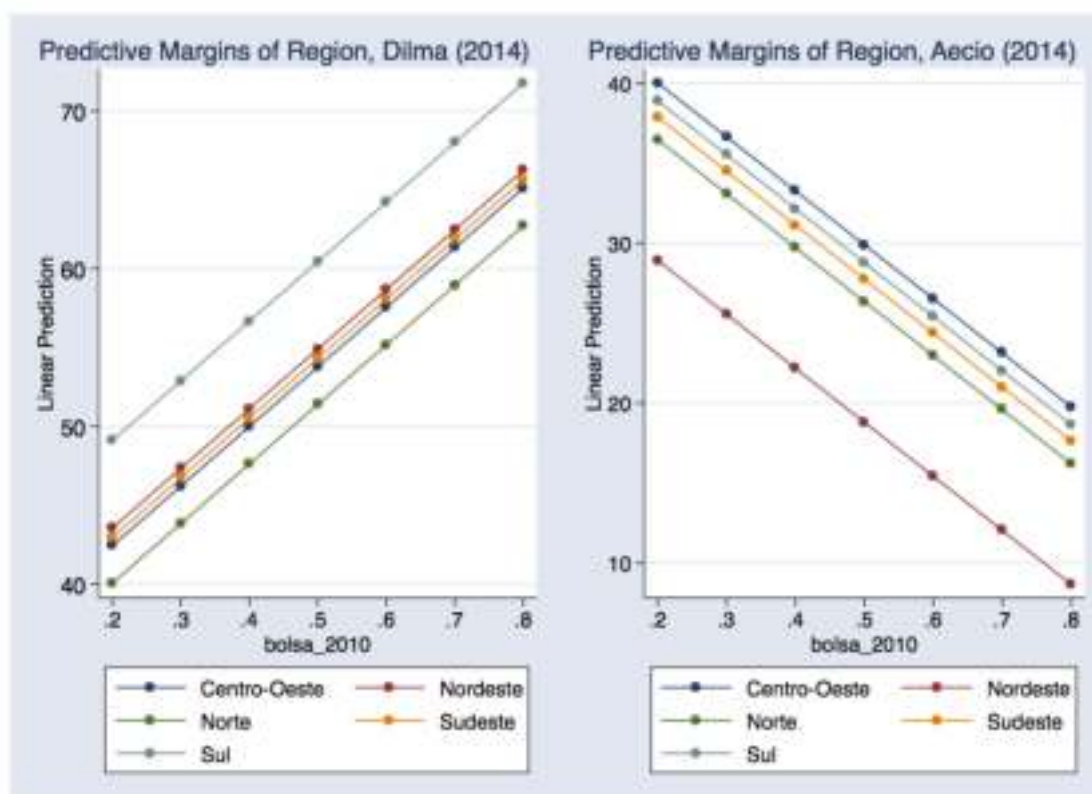 Predictive Margins of Region, Dilma (2014)
70
60
50
40
Linear Prediction
.2 .3 .4 .5 .6 .7 .8
bolsa_2010
Centro-Oeste Nordeste
Norte Sudeste
Sul
Predictive Margins of Region, Aecio (2014)
40
30
20
10
Linear Prediction
.2 .3 .4 .5 .6 .7 .8
bolsa_2010
Centro-Oeste Nordeste
Norte Sudeste
Sul